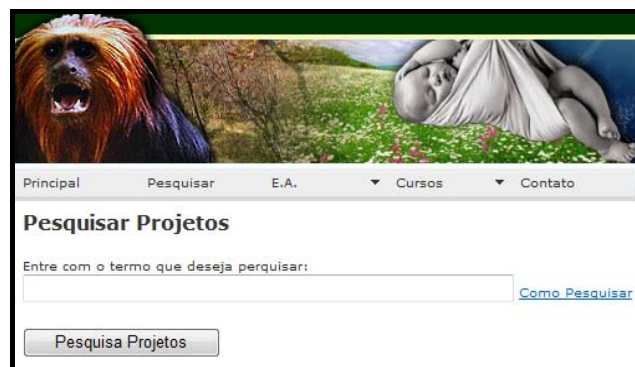 Principal Pesquisar E.A. Cursos Contato
Pesquisar Projetos
Entre com o termo que deseja perquisar:
Como Pesquisar
Pesquisa Projetos